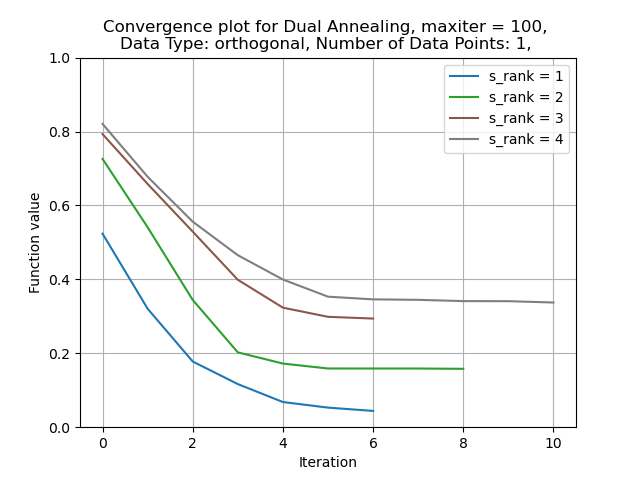 Convergence plot for Dual Annealing, maxiter = 100,
Data Type: orthogonal, Number of Data Points: 1,
1.0
0.8
0.6
0.4
0.2
0.0
Function value
s_rank = 1
s_rank = 2
s_rank = 3
s_rank = 4
0 2 4 6 8 10
Iteration